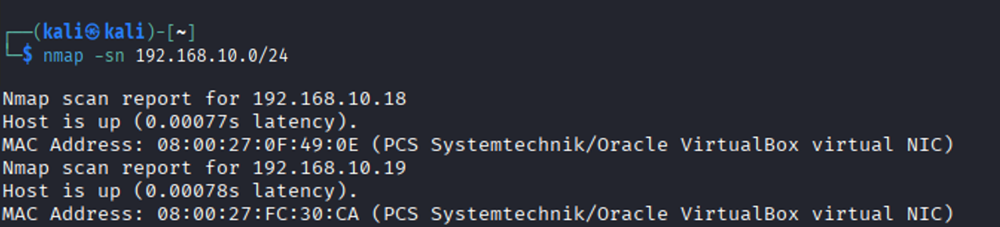 ┌──(kali㉿kali)-[~]
└─$ nmap -sn 192.168.10.0/24
Nmap scan report for 192.168.10.18
Host is up (0.00077s latency).
MAC Address: 08:00:27:0F:49:0E (PCS Systemtechnik/Oracle VirtualBox virtual NIC)
Nmap scan report for 192.168.10.19
Host is up (0.00078s latency).
MAC Address: 08:00:27:FC:30:CA (PCS Systemtechnik/Oracle VirtualBox virtual NIC)